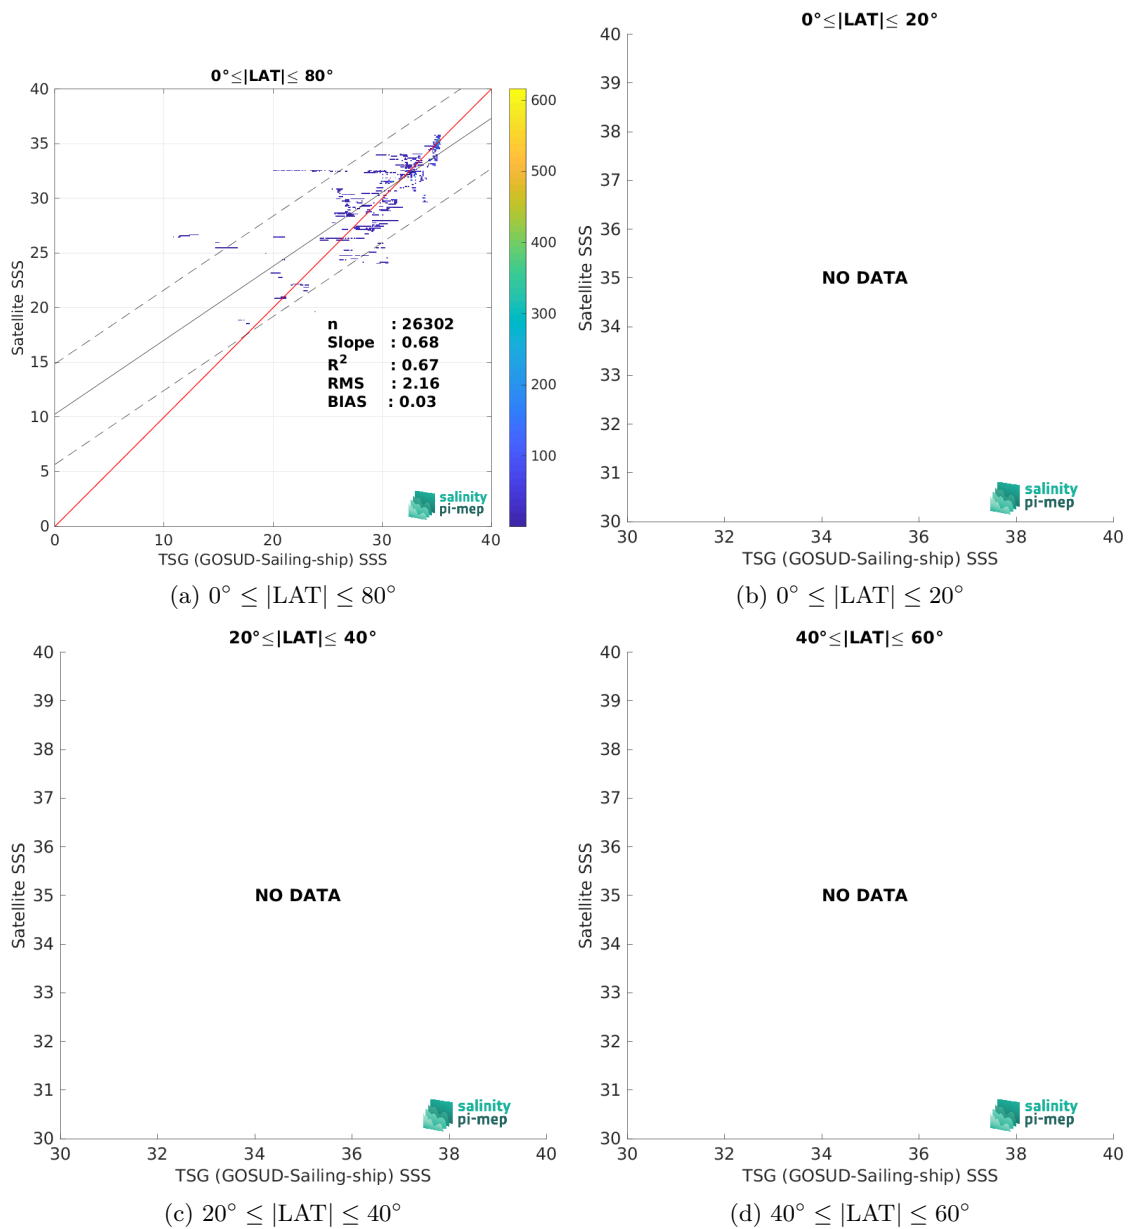 0°≤|LAT|≤ 80°
40
35
30
25
20
15
10
5
0
0
10
20
30
40
Satellite SSS
TSG (GOSUD-Sailing-ship) SSS
n : 26302
Slope : 0.68
R² : 0.67
RMS : 2.16
BIAS : 0.03
600
500
400
300
200
100
salinity
pi-mep
(a) 0° ≤ |LAT| ≤ 80°
0°≤|LAT|≤ 20°
40
39
38
37
36
35
34
33
32
31
30
30
32
34
36
38
40
Satellite SSS
TSG (GOSUD-Sailing-ship) SSS
NO DATA
salinity
pi-mep
(b) 0° ≤ |LAT| ≤ 20°
20°≤|LAT|≤ 40°
40
39
38
37
36
35
34
33
32
31
30
30
32
34
36
38
40
Satellite SSS
TSG (GOSUD-Sailing-ship) SSS
NO DATA
salinity
pi-mep
(c) 20° ≤ |LAT| ≤ 40°
40°≤|LAT|≤ 60°
40
39
38
37
36
35
34
33
32
31
30
30
32
34
36
38
40
Satellite SSS
TSG (GOSUD-Sailing-ship) SSS
NO DATA
salinity
pi-mep
(d) 40° ≤ |LAT| ≤ 60°